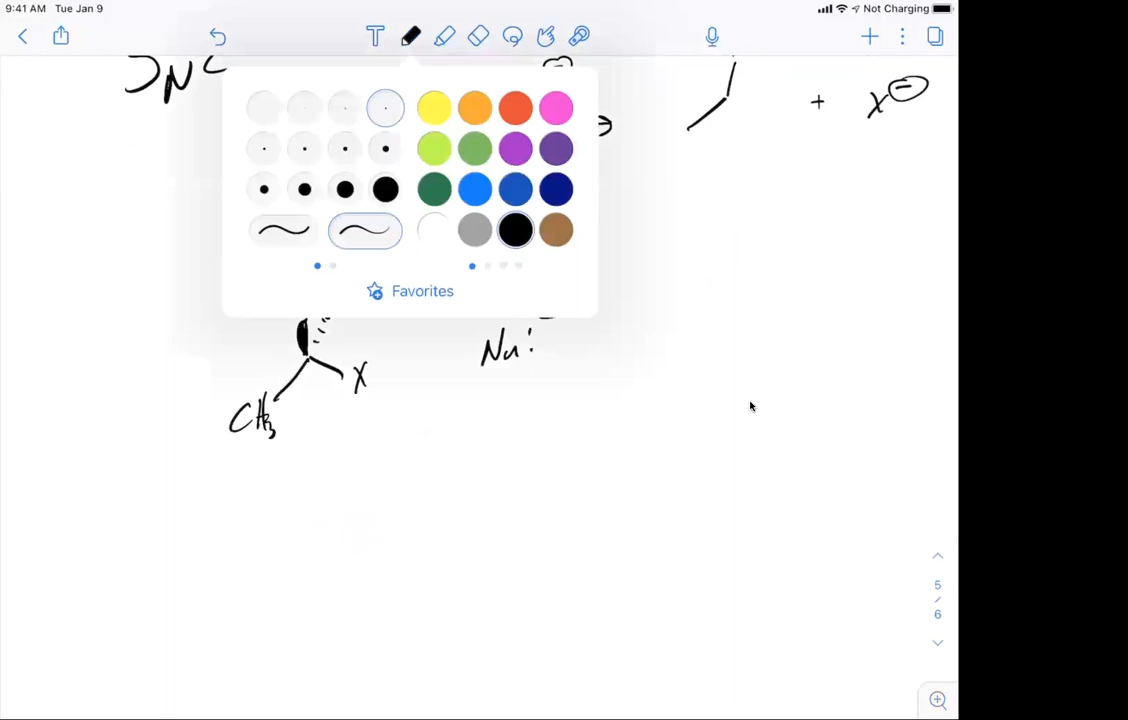 9:41 AM Tue Jan 9
Not Charging
SN2
+ X⊖
Favorites
Nu:
X
CH3
5
/
6